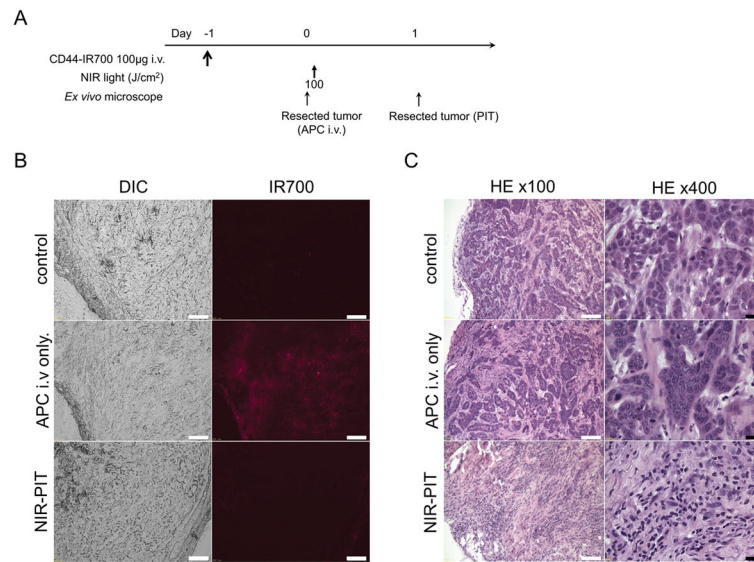 A
Day -1 0 1
CD44-IR700 100µg i.v.
NIR light (J/cm²)
100
Ex vivo microscope
Resected tumor
(APC i.v.)
Resected tumor (PIT)
B
DIC IR700
control
APC i.v only.
NIR-PIT
C
HE x100 HE x400
control
APC i.v. only
NIR-PIT